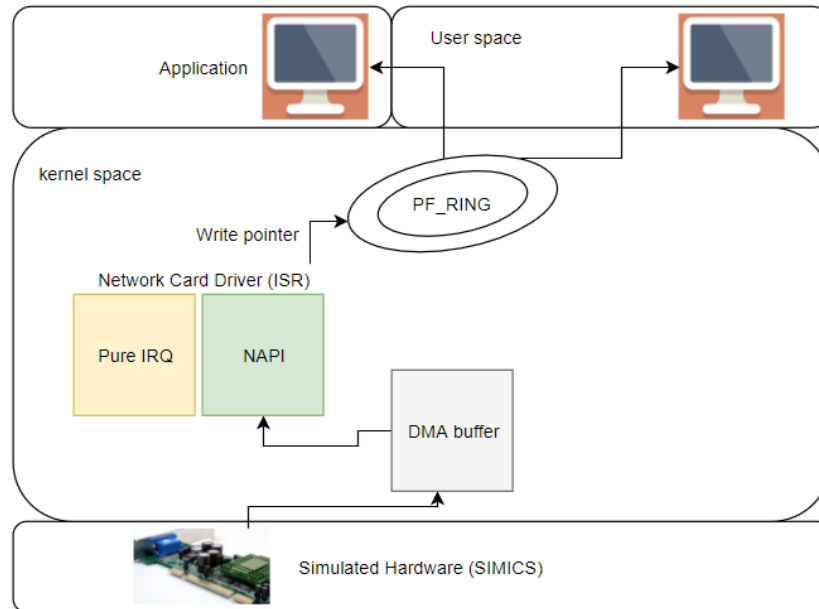 User space
Application
kernel space
PF_RING
Write pointer
Network Card Driver (ISR)
Pure IRQ
NAPI
DMA buffer
Simulated Hardware (SIMICS)